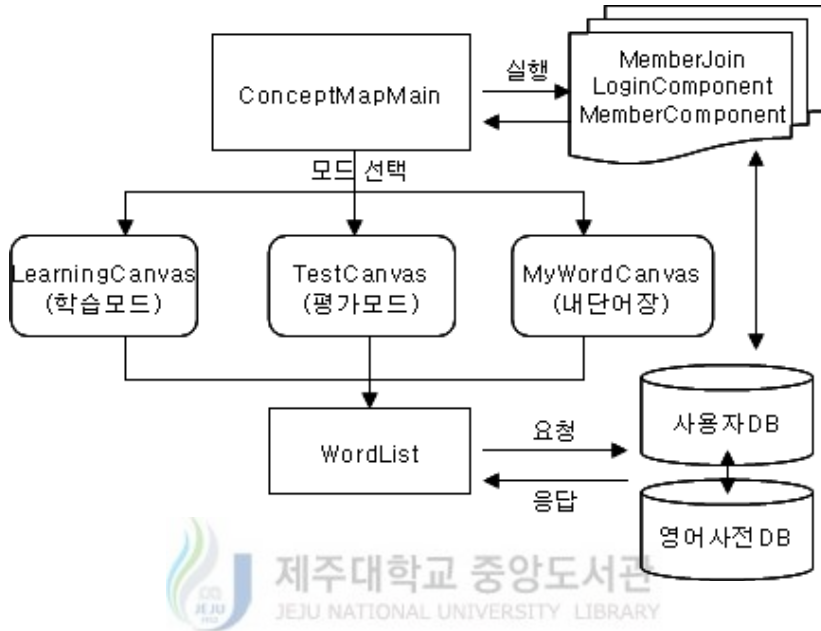 ConceptMapMain
실행
MemberJoin
LoginComponent
MemberComponent
모드 선택
LearningCanvas
(학습모드)
TestCanvas
(평가모드)
MyWordCanvas
(내단어장)
WordList
요청
응답
사용자DB
영어사전DB
JEJU
1952
제주대학교 중앙도서관
JEJU NATIONAL UNIVERSITY LIBRARY